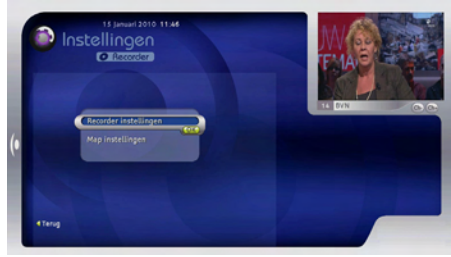 15 januari 2010 11:46
Instellingen
Recorder
Recorder instellingen
OK
Map instellingen
Terug
14 BVN